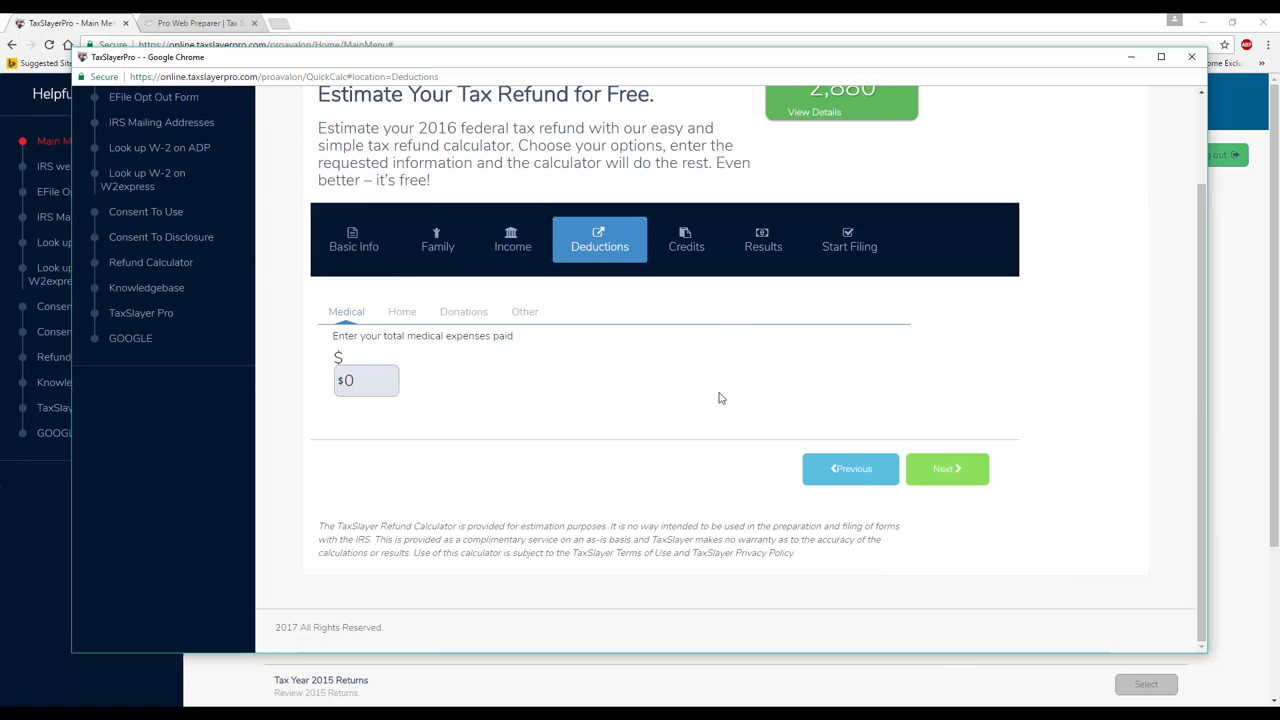 TaxSlayerPro - Main Men
Pro Web Preparer | Tax S
Secure
https://online.taxslayerpro.com/proavalon/Home/MainMenu#
Suggested Sit
Home Exclu
TaxSlayerPro - - Google Chrome
Secure
https://online.taxslayerpro.com/proavalon/QuickCalc#location=Deductions
Helpfu
Main M
IRS we
EFile Op
IRS Ma
Look up
Look up
W2expre
Consen
Consen
Refund
Knowle
TaxSlay
GOOGL
EFile Opt Out Form
IRS Mailing Addresses
Look up W-2 on ADP
Look up W-2 on
W2express
Consent To Use
Consent To Disclosure
Refund Calculator
Knowledgebase
TaxSlayer Pro
GOOGLE
Estimate Your Tax Refund for Free.
2,880
View Details
Estimate your 2016 federal tax refund with our easy and
simple tax refund calculator. Choose your options, enter the
requested information and the calculator will do the rest. Even
better – it's free!
Basic Info
Family
Income
Deductions
Credits
Results
Start Filing
Medical
Home
Donations
Other
Enter your total medical expenses paid
$
$0
Previous
Next
The TaxSlayer Refund Calculator is provided for estimation purposes. It is no way intended to be used in the preparation and filing of forms
with the IRS. This is provided as a complimentary service on an as-is basis and TaxSlayer makes no warranty as to the accuracy of the
calculations or results. Use of this calculator is subject to the TaxSlayer Terms of Use and TaxSlayer Privacy Policy.
2017 All Rights Reserved.
g out
Tax Year 2015 Returns
Review 2015 Returns.
Select